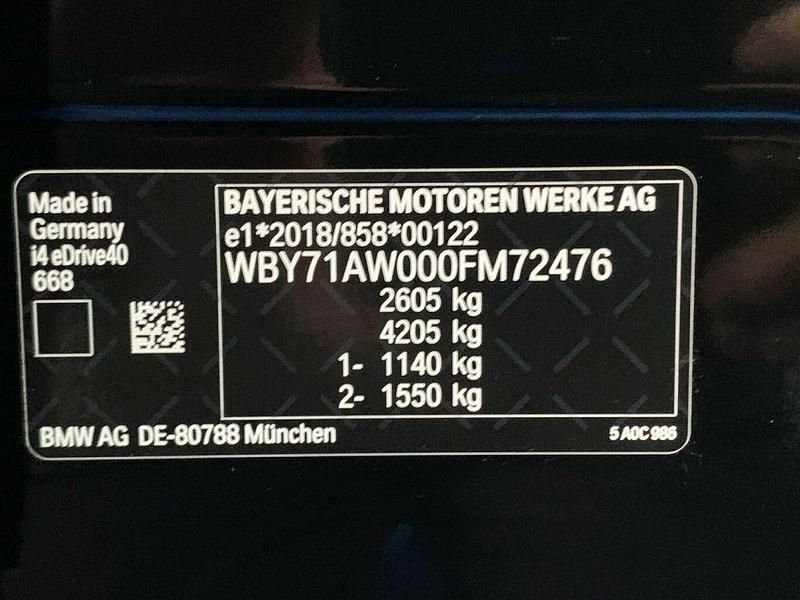 Made in
Germany
i4 eDrive40
668
BAYERISCHE MOTOREN WERKE AG
e1*2018/858*00122
WBY71AW000FM72476
2605 kg
4205 kg
1- 1140 kg
2- 1550 kg
BMW AG DE-80788 München
5 A0C 986